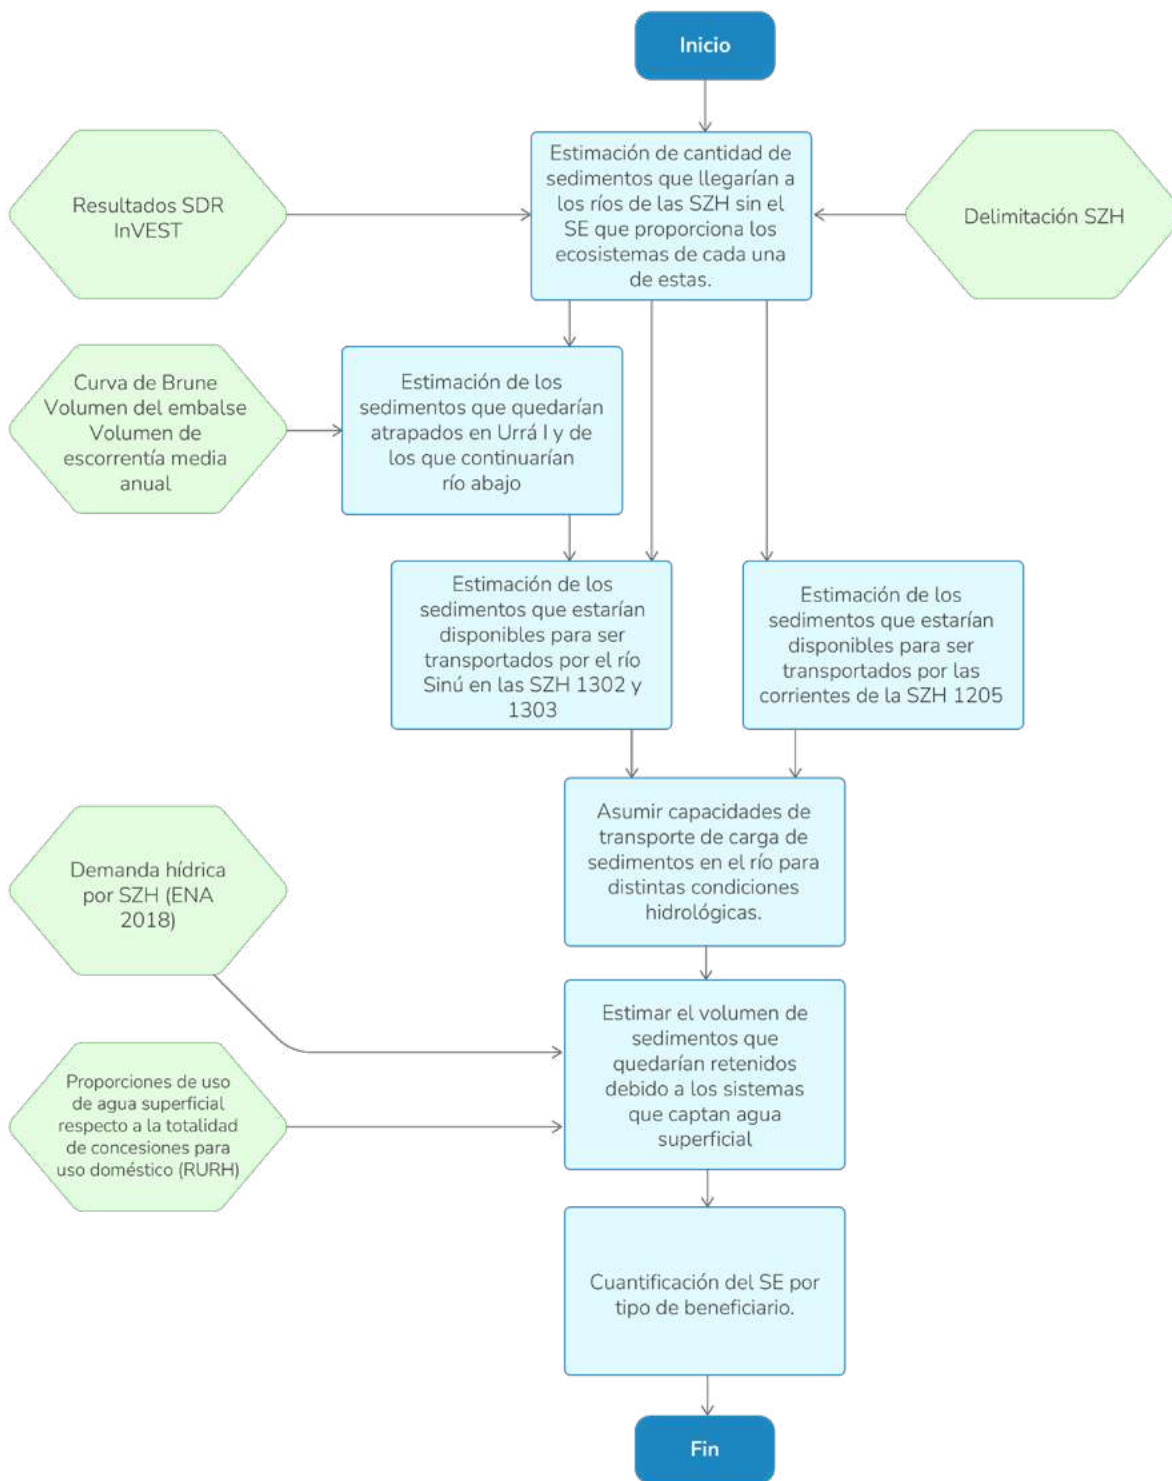 Inicio
Estimación de cantidad de
sedimentos que llegarían a
los ríos de las SZH sin el
SE que proporciona los
ecosistemas de cada una
de estas.
Resultados SDR
InVEST
Delimitación SZH
Curva de Brune
Volumen del embalse
Volumen de
escorrentía media
anual
Estimación de los
sedimentos que quedarían
atrapados en Urrá I y de
los que continuarían
río abajo
Estimación de los
sedimentos que estarían
disponibles para ser
transportados por el río
Sinú en las SZH 1302 y
1303
Estimación de los
sedimentos que estarían
disponibles para ser
transportados por las
corrientes de la SZH 1205
Asumir capacidades de
transporte de carga de
sedimentos en el río para
distintas condiciones
hidrológicas.
Demanda hídrica
por SZH (ENA
2018)
Estimar el volumen de
sedimentos que
quedarían retenidos
debido a los sistemas
que captan agua
superficial
Proporciones de uso
de agua superficial
respecto a la totalidad
de concesiones para
uso doméstico (RURH)
Cuantificación del SE por
tipo de beneficiario.
Fin